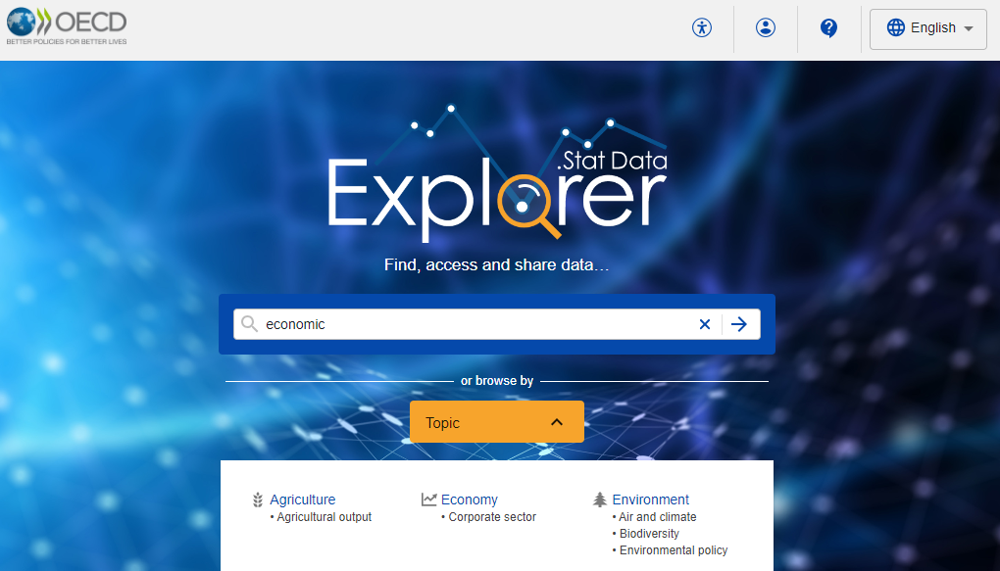 OECD
BETTER POLICIES FOR BETTER LIVES
English
.Stat Data
Explorer
Find, access and share data…
economic
or browse by
Topic
Agriculture
• Agricultural output
Economy
• Corporate sector
Environment
• Air and climate
• Biodiversity
• Environmental policy